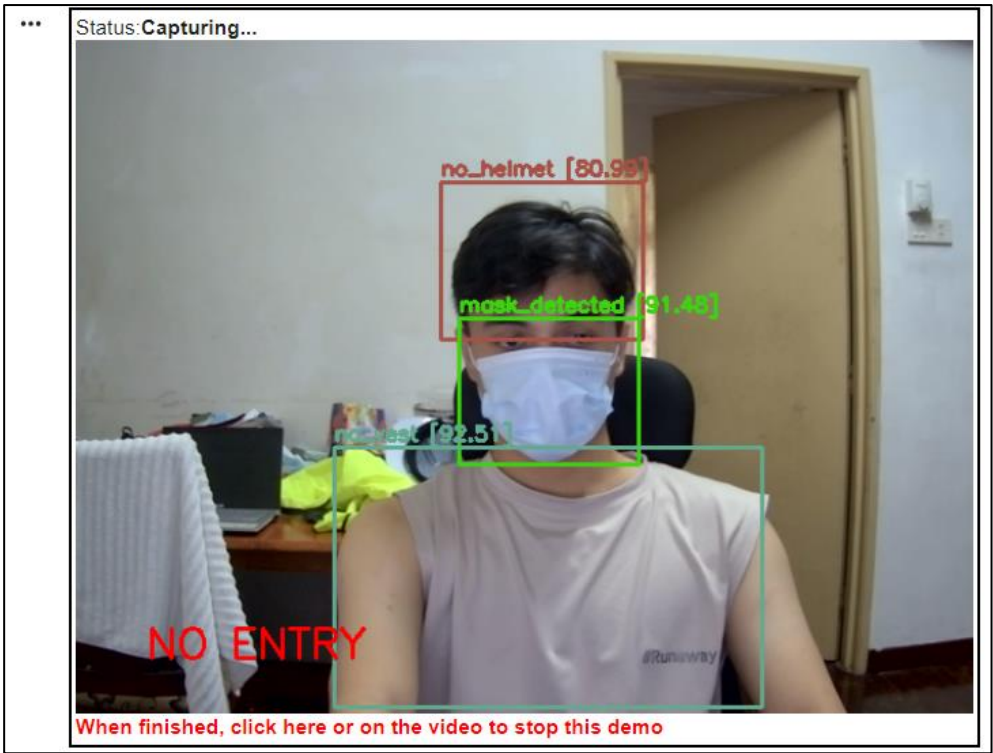 Status:Capturing...
no_helmet [80.99]
mask_detected [91.48]
no_vest [92.51]
NO ENTRY
#Runaway
When finished, click here or on the video to stop this demo